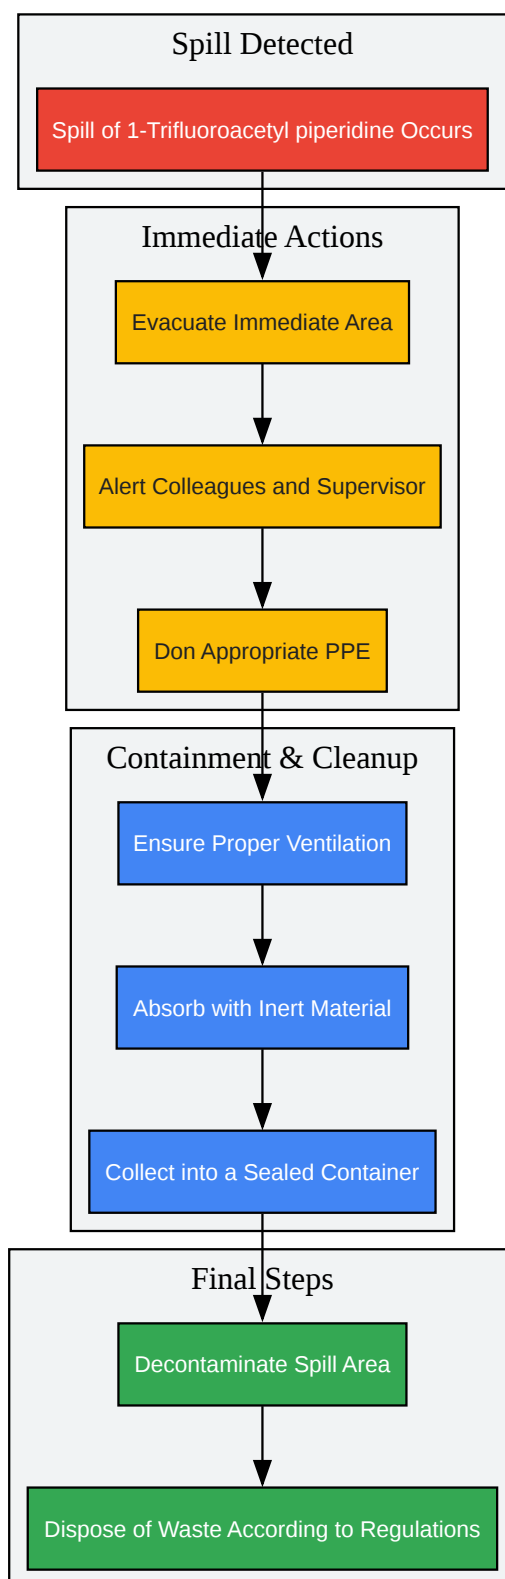 Spill Detected
Spill of 1-Trifluoroacetyl piperidine Occurs
Immediate Actions
Evacuate Immediate Area
Alert Colleagues and Supervisor
Don Appropriate PPE
Containment & Cleanup
Ensure Proper Ventilation
Absorb with Inert Material
Collect into a Sealed Container
Final Steps
Decontaminate Spill Area
Dispose of Waste According to Regulations